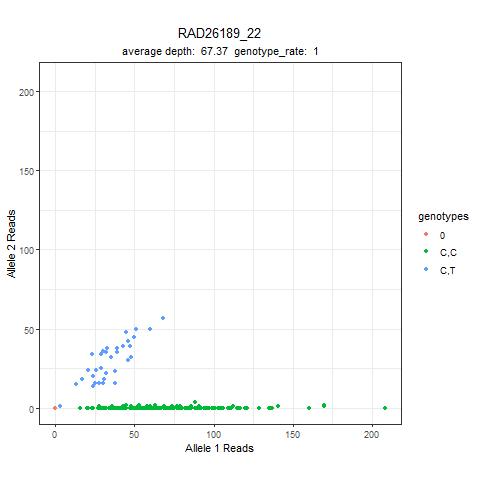 RAD26189_22
average depth: 67.37 genotype_rate: 1
200
150
100
50
0
Allele 2 Reads
0 50 100 150 200
Allele 1 Reads
genotypes
0
C,C
C,T